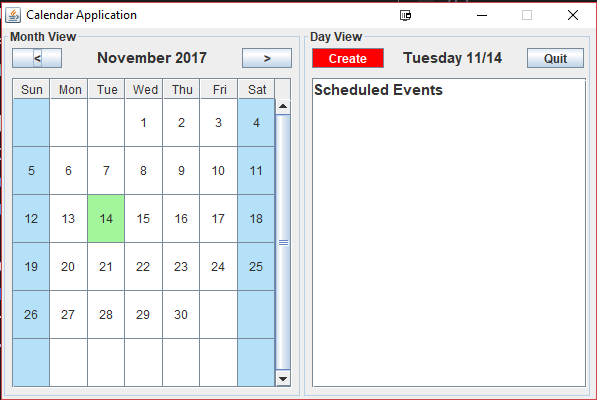 Calendar Application
Month View
< November 2017 >
Sun Mon Tue Wed Thu Fri Sat
1 2 3 4
5 6 7 8 9 10 11
12 13 14 15 16 17 18
19 20 21 22 23 24 25
26 27 28 29 30
Day View
Create Tuesday 11/14 Quit
Scheduled Events